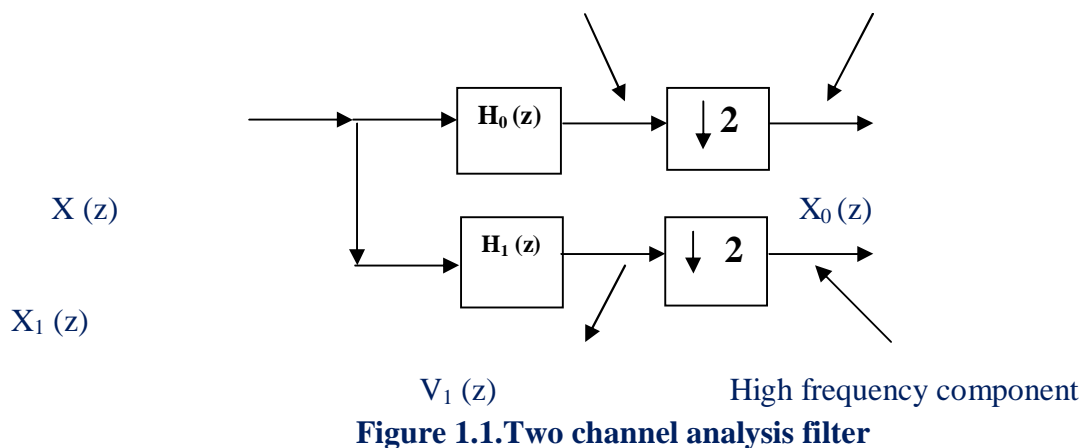 H₀ (z)
↓ 2
X (z)
X₀ (z)
H₁ (z)
↓ 2
X₁ (z)
V₁ (z)
High frequency component
Figure 1.1.Two channel analysis filter